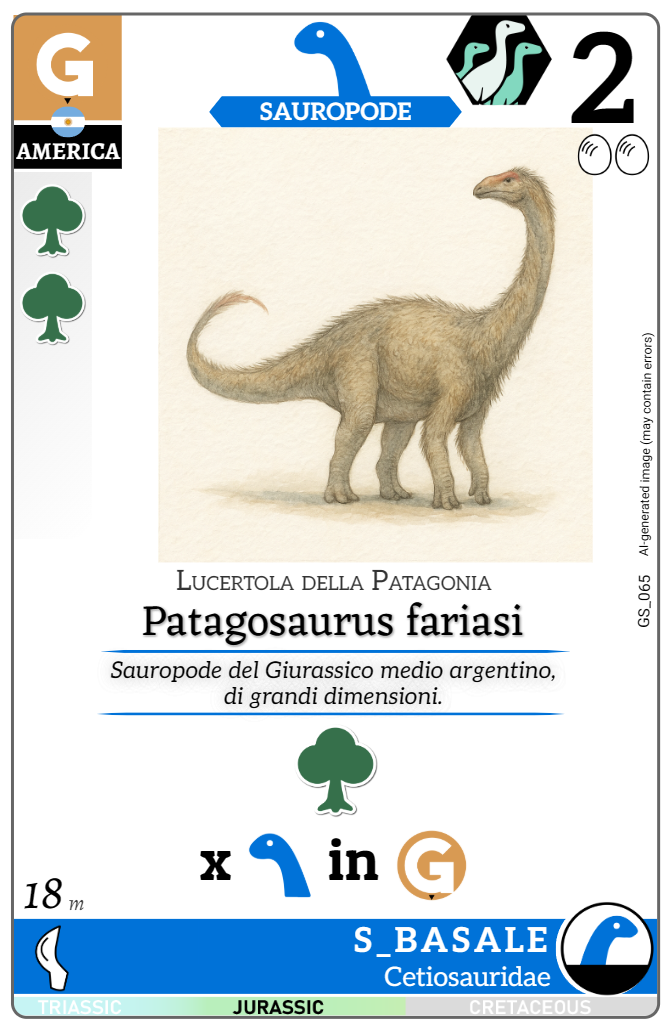 G
AMERICA
SAUROPODE
2
AI-generated image (may contain errors)
GS_065
Lucertola della Patagonia
Patagosaurus fariasi
Sauropode del Giurassico medio argentino,
di grandi dimensioni.
x in G
18 m
S_BASALE
Cetiosauridae
TRIASSIC JURASSIC CRETACEOUS